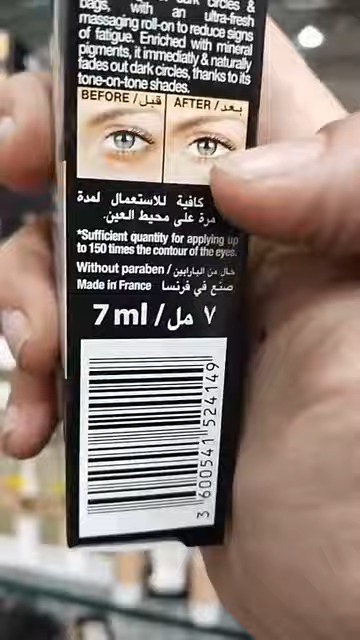 dark circles &
bags, with an ultra-fresh
massaging roll-on to reduce signs
of fatigue. Enriched with mineral
pigments, it immediatly & naturally
fades out dark circles, thanks to its
tone-on-tone shades.
BEFORE / قبل AFTER / بعد
كافية للاستعمال لمدة
مرة على محيط العين.
*Sufficient quantity for applying up
to 150 times the contour of the eyes.
Without paraben / خال من البارابين
Made in France صنع في فرنسا
7 ml / مل ٧
3 600541 524149